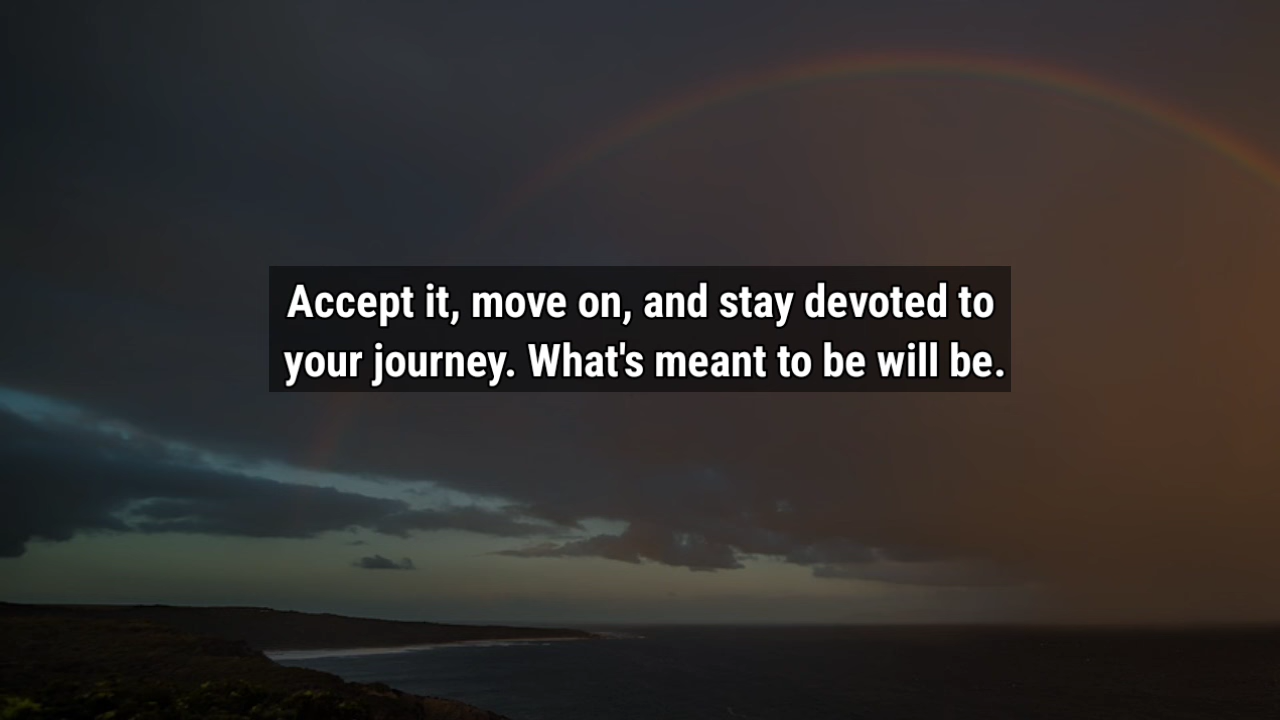 Accept it, move on, and stay devoted to
your journey. What's meant to be will be.